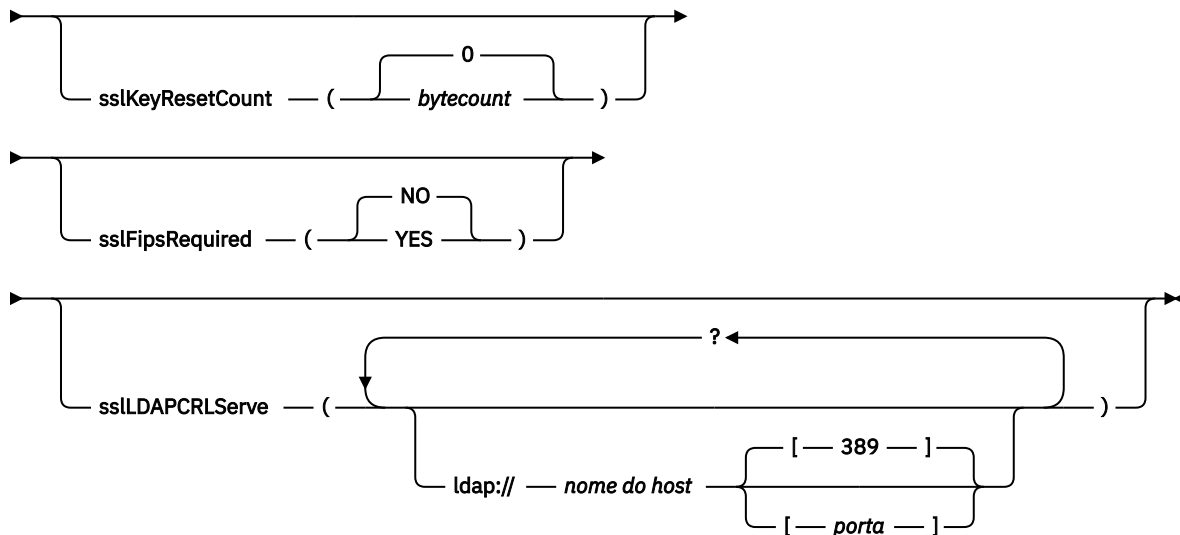 0
sslKeyResetCount ( bytecount )
NO
sslFipsRequired ( YES )
?
sslLDAPCRLServe ( )
[ 389 ]
ldap:// nome do host
[ porta ]